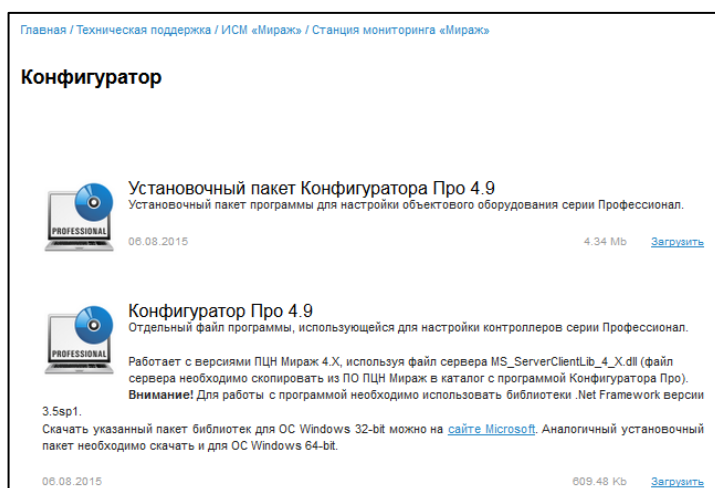 Главная / Техническая поддержка / ИСМ «Мираж» / Станция мониторинга «Мираж»
Конфигуратор
Установочный пакет Конфигуратора Про 4.9
Установочный пакет программы для настройки объектового оборудования серии Профессионал.
PROFESSIONAL
06.08.2015 4.34 Mb Загрузить
Конфигуратор Про 4.9
Отдельный файл программы, использующейся для настройки контроллеров серии Профессионал.
PROFESSIONAL
Работает с версиями ПЦН Мираж 4.X, используя файл сервера MS_ServerClientLib_4_X.dll (файл
сервера необходимо скопировать из ПО ПЦН Мираж в каталог с программой Конфигуратора Про).
Внимание! Для работы с программой необходимо использовать библиотеки .Net Framework версии
3.5sp1.
Скачать указанный пакет библиотек для ОС Windows 32-bit можно на сайте Microsoft. Аналогичный установочный
пакет необходимо скачать и для ОС Windows 64-bit.
06.08.2015 609.48 Kb Загрузить